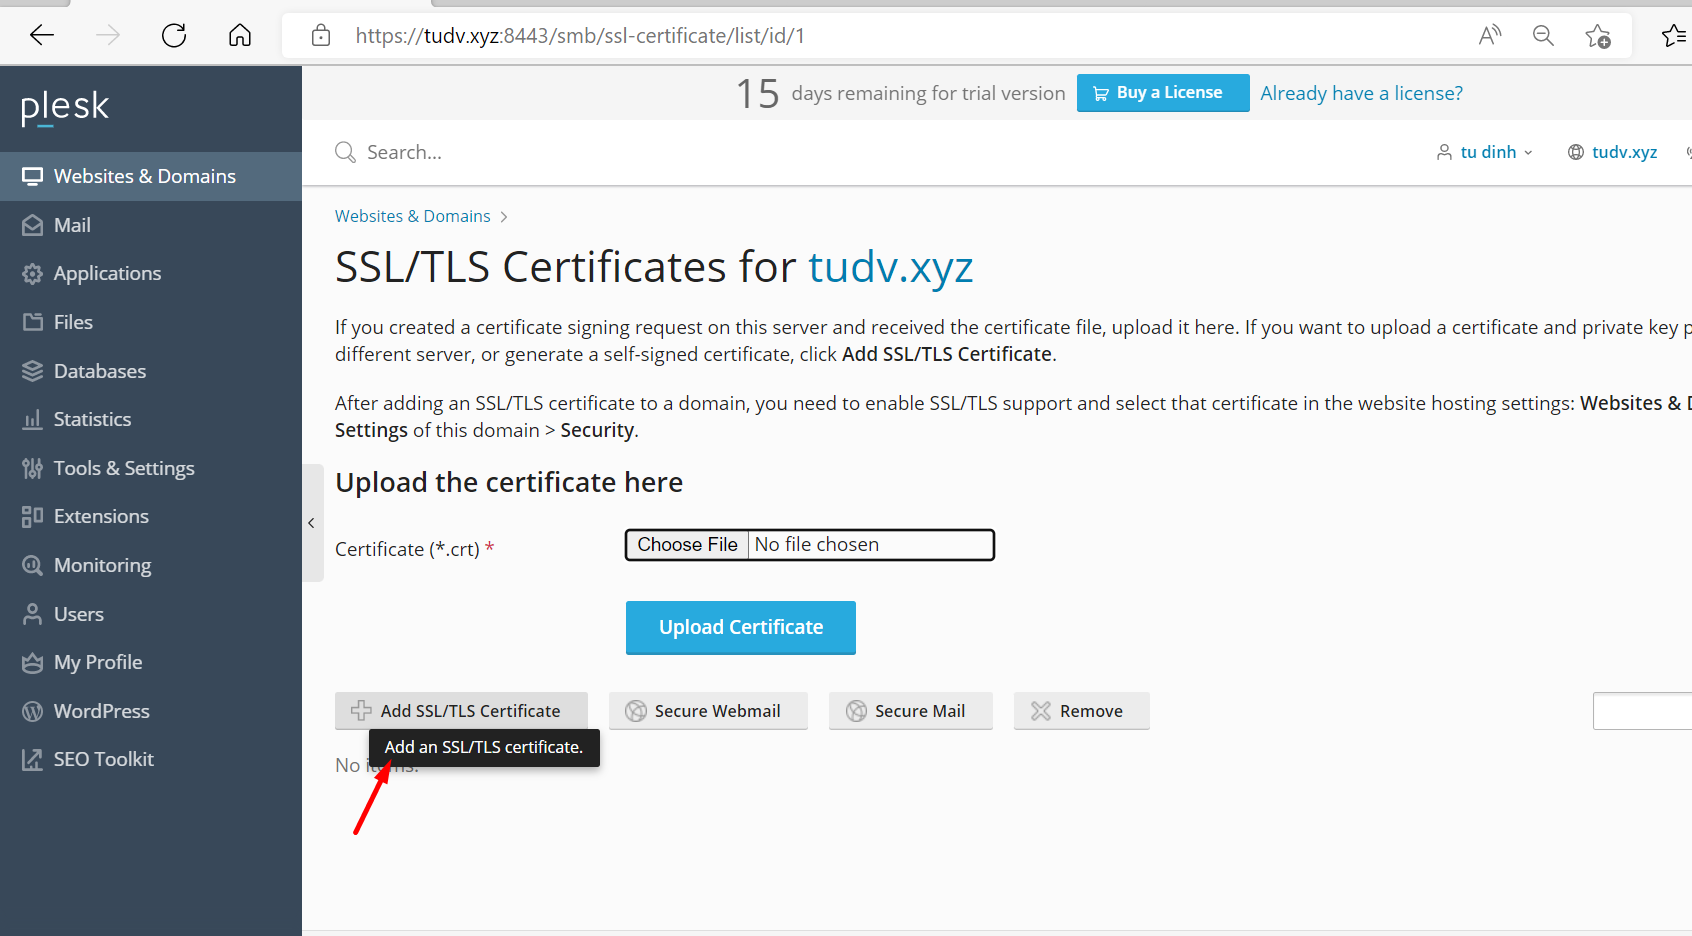 https://tudv.xyz:8443/smb/ssl-certificate/list/id/1
plesk
15 days remaining for trial version Buy a License Already have a license?
Search...
tu dinh tudv.xyz
Websites & Domains
Mail
Applications
Files
Databases
Statistics
Tools & Settings
Extensions
Monitoring
Users
My Profile
WordPress
SEO Toolkit
Websites & Domains >
SSL/TLS Certificates for tudv.xyz
If you created a certificate signing request on this server and received the certificate file, upload it here. If you want to upload a certificate and private key p
different server, or generate a self-signed certificate, click Add SSL/TLS Certificate.
After adding an SSL/TLS certificate to a domain, you need to enable SSL/TLS support and select that certificate in the website hosting settings: Websites & D
Settings of this domain > Security.
Upload the certificate here
Certificate (*.crt) * Choose File No file chosen
Upload Certificate
Add SSL/TLS Certificate Secure Webmail Secure Mail Remove
Add an SSL/TLS certificate.
No items.